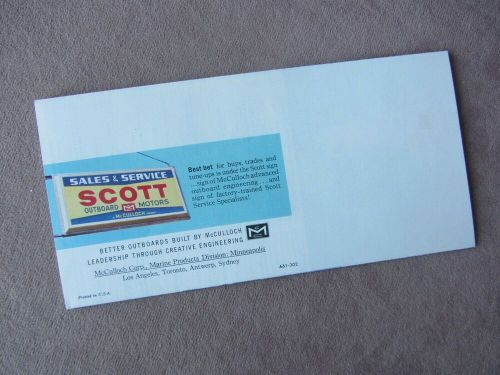 SALES & SERVICE
SCOTT
OUTBOARD M MOTORS
Best bet for buys, trades and
tune-ups is under the Scott sign
...sign of McCulloch advanced
outboard engineering...and
sign of factory-trained Scott
Service Specialists!
BETTER OUTBOARDS BUILT BY McCULLOCH
LEADERSHIP THROUGH CREATIVE ENGINEERING
McCulloch Corp., Marine Products Division: Minneapolis
Los Angeles, Toronto, Antwerp, Sydney
Printed in U.S.A.
A61-302